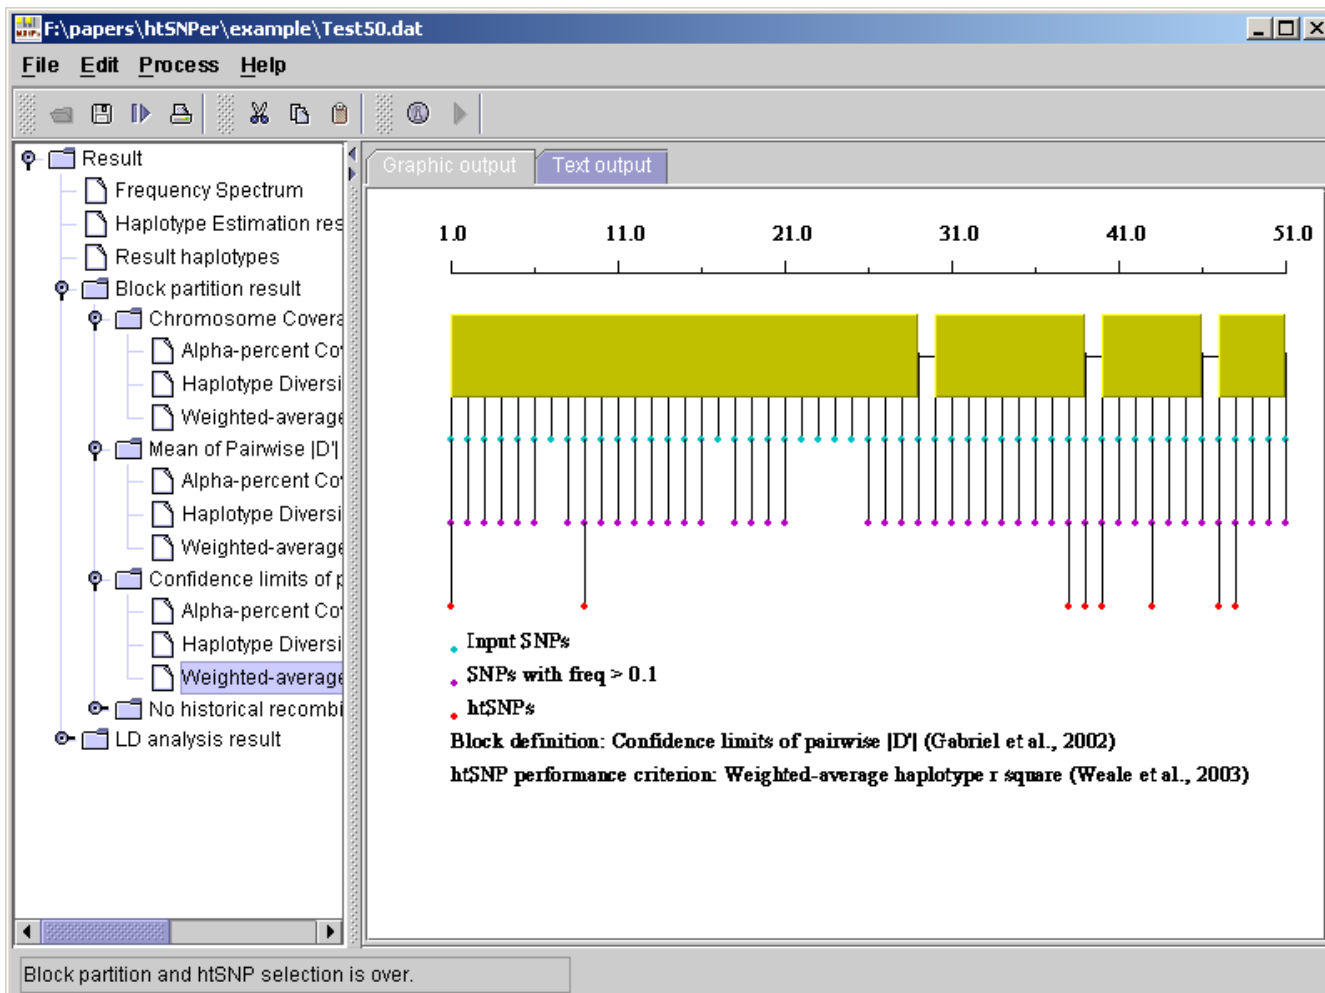 F:\papers\htSNPer\example\Test50.dat
File Edit Process Help
Result
Frequency Spectrum
Haplotype Estimation res
Result haplotypes
Block partition result
Chromosome Covera
Alpha-percent Co
Haplotype Diversi
Weighted-average
Mean of Pairwise |D'|
Alpha-percent Co
Haplotype Diversi
Weighted-average
Confidence limits of p
Alpha-percent Co
Haplotype Diversi
Weighted-average
No historical recombi
LD analysis result
Graphic output Text output
1.0 11.0 21.0 31.0 41.0 51.0
Input SNPs
SNPs with freq > 0.1
htSNPs
Block definition: Confidence limits of pairwise |D'| (Gabriel et al., 2002)
htSNP performance criterion: Weighted-average haplotype r square (Weale et al., 2003)
Block partition and htSNP selection is over.